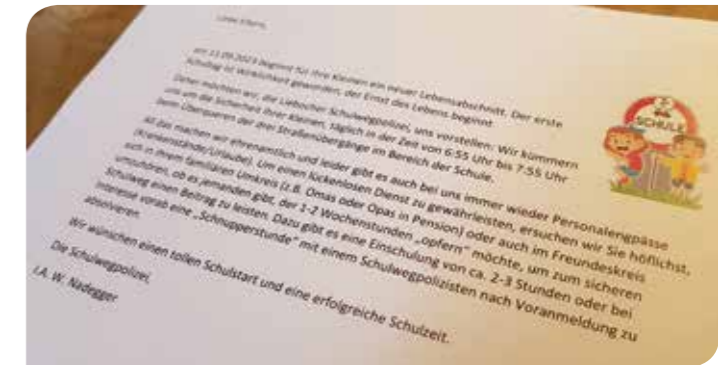 Liebe Eltern,
am 11.09.2023 beginnt für Ihre Kleinen ein neuer Lebensabschnitt. Der erste
Schultag ist Wirklichkeit geworden, der Ernst des Lebens beginnt.
Daher möchten wir, die Liebocher Schulwegpolizei, uns vorstellen: Wir kümmern
uns um die Sicherheit Ihrer Kleinen, täglich in der Zeit von 6:55 Uhr bis 7:55 Uhr
beim Überqueren der drei Straßenübergänge im Bereich der Schule.
All das machen wir ehrenamtlich und leider gibt es auch bei uns immer wieder Personalengpässe
(Krankenstände/Urlaube). Um einen lückenlosen Dienst zu gewährleisten, ersuchen wir Sie höflichst,
sich in Ihrem familiären Umkreis (z.B. Omas oder Opas in Pension) oder auch im Freundeskreis
umzuhören, ob es jemanden gibt, der 1-2 Wochenstunden „opfern“ möchte, um zum sicheren
Schulweg einen Beitrag zu leisten. Dazu gibt es eine Einschulung von ca. 2-3 Stunden oder bei
Interesse vorab eine „Schnupperstunde“ mit einem Schulwegpolizisten nach Voranmeldung zu
absolvieren.
Wir wünschen einen tollen Schulstart und eine erfolgreiche Schulzeit.
Die Schulwegpolizei,
i.A. W. Nadegger
SCHULE